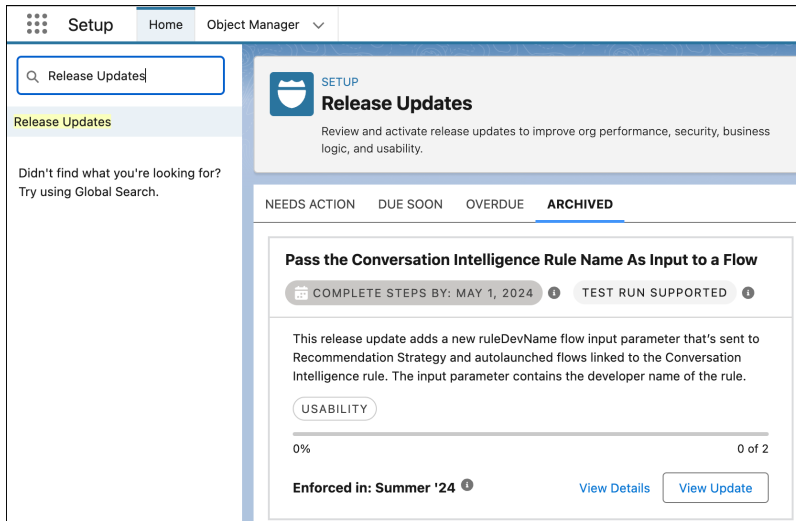 Setup
Home
Object Manager
Release Updates
Release Updates
Didn't find what you're looking for?
Try using Global Search.
SETUP
Release Updates
Review and activate release updates to improve org performance, security, business
logic, and usability.
NEEDS ACTION
DUE SOON
OVERDUE
ARCHIVED
Pass the Conversation Intelligence Rule Name As Input to a Flow
COMPLETE STEPS BY: MAY 1, 2024
TEST RUN SUPPORTED
This release update adds a new ruleDevName flow input parameter that's sent to
Recommendation Strategy and autolaunched flows linked to the Conversation
Intelligence rule. The input parameter contains the developer name of the rule.
USABILITY
0%
0 of 2
Enforced in: Summer '24
View Details
View Update